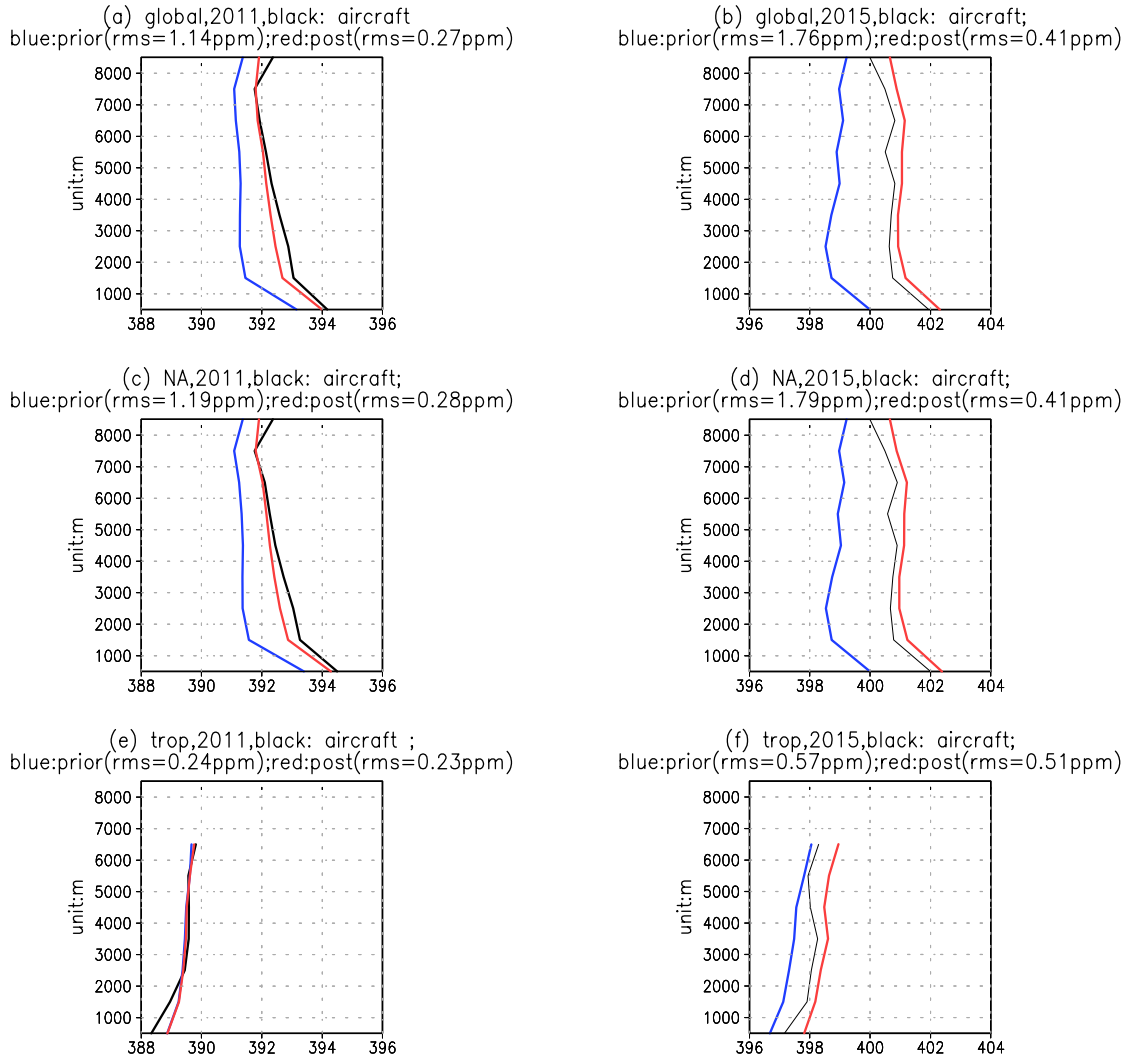 (a) global,2011,black: aircraft
blue:prior(rms=1.14ppm);red:post(rms=0.27ppm)
8000
7000
6000
5000
4000
3000
2000
1000
unit:m
388 390 392 394 396
(b) global,2015,black: aircraft;
blue:prior(rms=1.76ppm);red:post(rms=0.41ppm)
8000
7000
6000
5000
4000
3000
2000
1000
unit:m
396 398 400 402 404
(c) NA,2011,black: aircraft;
blue:prior(rms=1.19ppm);red:post(rms=0.28ppm)
8000
7000
6000
5000
4000
3000
2000
1000
unit:m
388 390 392 394 396
(d) NA,2015,black: aircraft;
blue:prior(rms=1.79ppm);red:post(rms=0.41ppm)
8000
7000
6000
5000
4000
3000
2000
1000
unit:m
396 398 400 402 404
(e) trop,2011,black: aircraft ;
blue:prior(rms=0.24ppm);red:post(rms=0.23ppm)
8000
7000
6000
5000
4000
3000
2000
1000
unit:m
388 390 392 394 396
(f) trop,2015,black: aircraft;
blue:prior(rms=0.57ppm);red:post(rms=0.51ppm)
8000
7000
6000
5000
4000
3000
2000
1000
unit:m
396 398 400 402 404